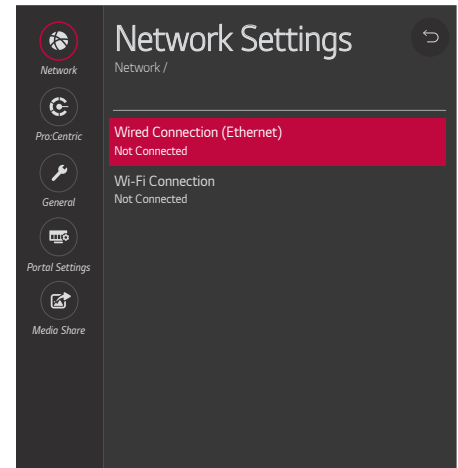 Network Settings
Network /
Network
Pro:Centric
General
Portal Settings
Media Share
Wired Connection (Ethernet)
Not Connected
Wi-Fi Connection
Not Connected